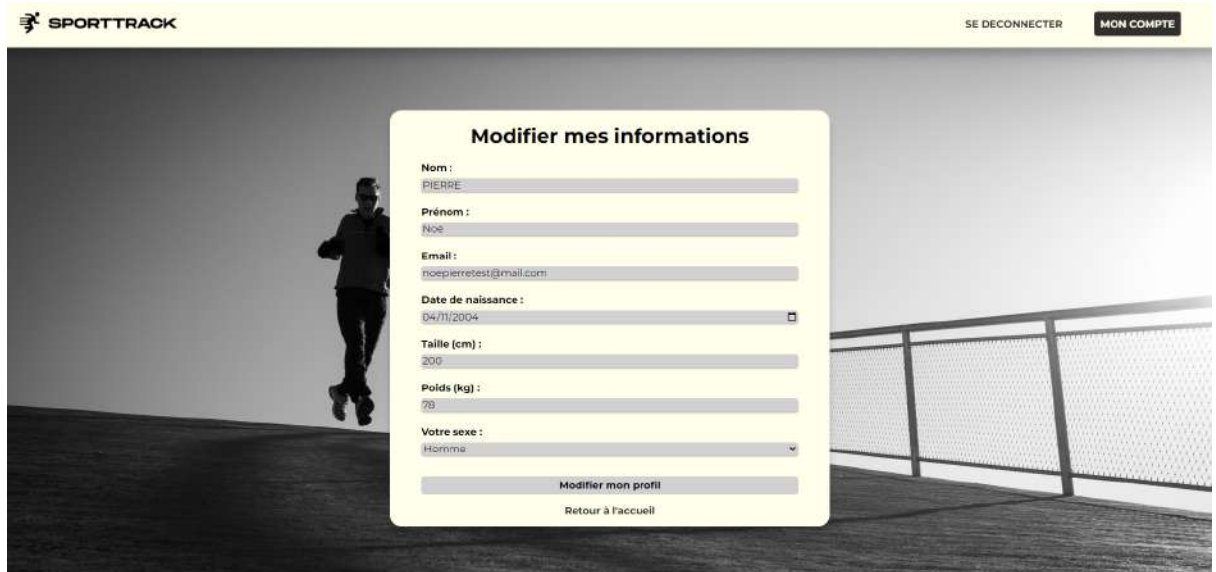 SPORTTRACK
SE DECONNECTER
MON COMPTE
Modifier mes informations
Nom :
PIERRE
Prénom :
Noé
Email :
noepierretest@mail.com
Date de naissance :
04/11/2004
Taille (cm) :
200
Poids (kg) :
78
Votre sexe :
Homme
Modifier mon profil
Retour à l'accueil